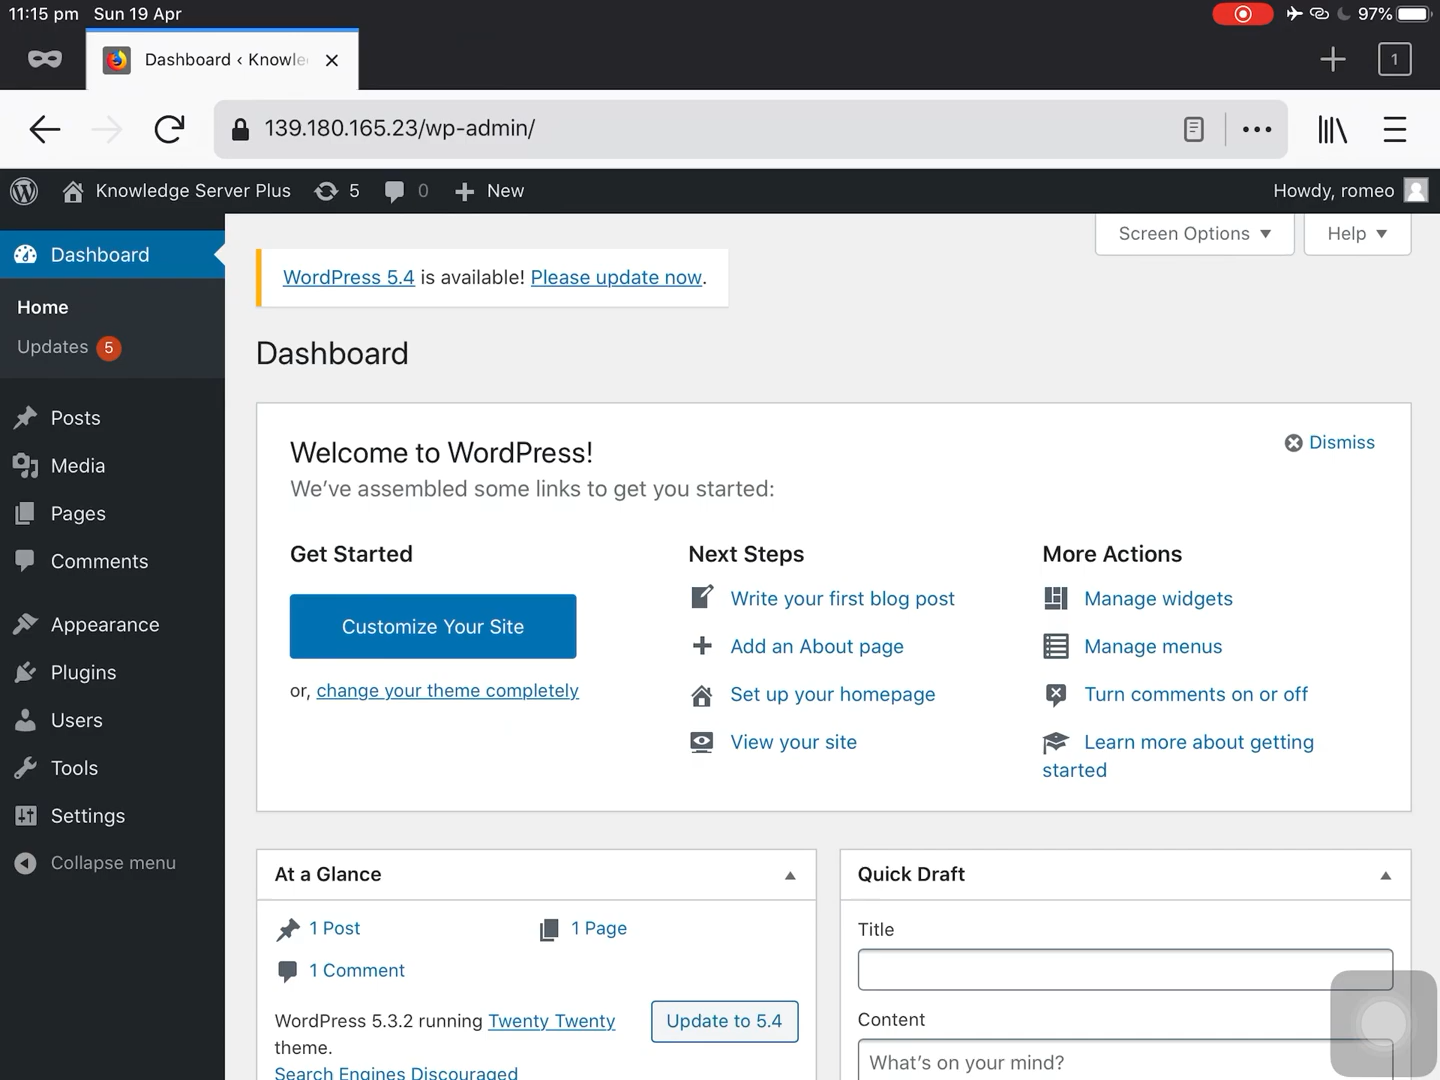 11:15 pm Sun 19 Apr
97%
Dashboard ‹ Knowle
1
139.180.165.23/wp-admin/
Knowledge Server Plus 5 0 New
Howdy, romeo
Dashboard
Home
Updates 5
Posts
Media
Pages
Comments
Appearance
Plugins
Users
Tools
Settings
Collapse menu
Screen Options
Help
WordPress 5.4 is available! Please update now.
Dashboard
Welcome to WordPress!
Dismiss
We've assembled some links to get you started:
Get Started
Customize Your Site
or, change your theme completely
Next Steps
Write your first blog post
Add an About page
Set up your homepage
View your site
More Actions
Manage widgets
Manage menus
Turn comments on or off
Learn more about getting
started
At a Glance
1 Post
1 Page
1 Comment
WordPress 5.3.2 running Twenty Twenty
theme.
Update to 5.4
Search Engines Discouraged
Quick Draft
Title
Content
What's on your mind?